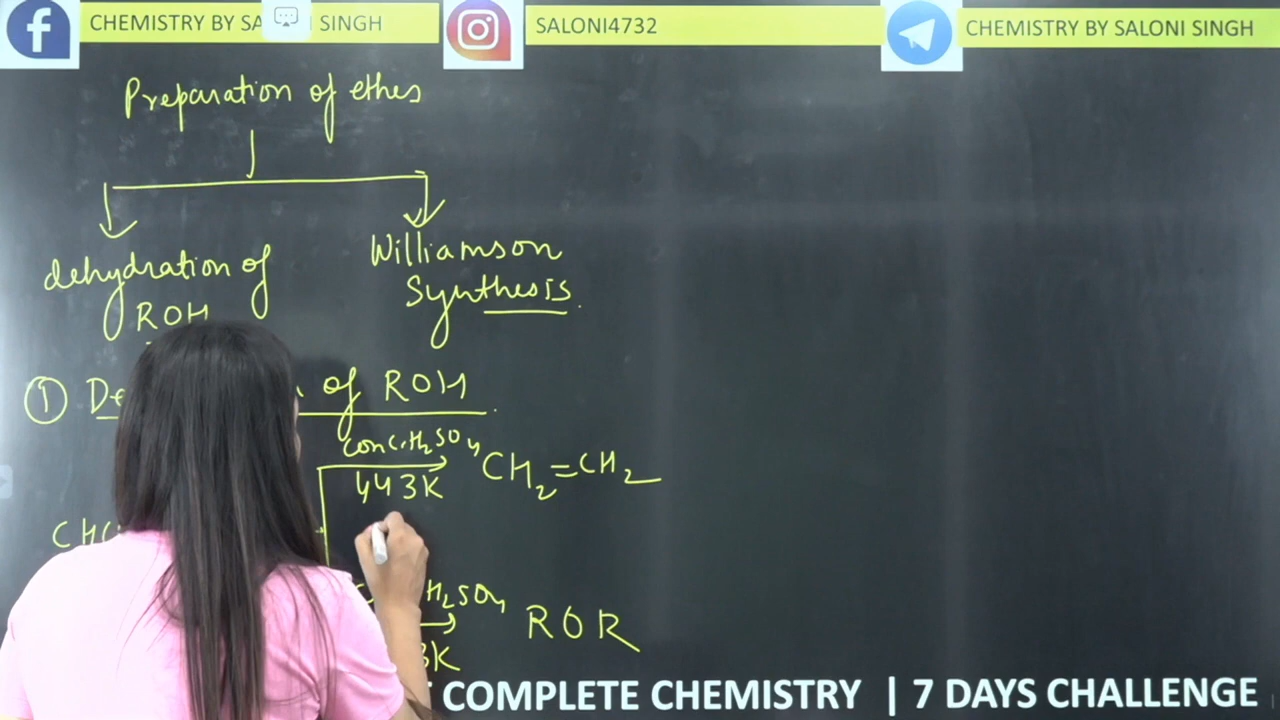 CHEMISTRY BY SA SINGH
SALONI4732
CHEMISTRY BY SALONI SINGH
Preparation of ethes
dehydration of
ROH
Williamson
Synthesis.
① De of ROH
conc. H2SO4
443K
CH2=CH2
H2SO4
3K
ROR
COMPLETE CHEMISTRY | 7 DAYS CHALLENGE